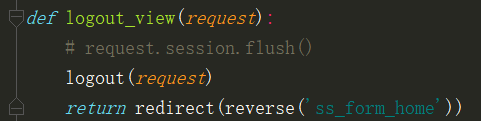 def logout_view(request):
    # request.session.flush()
    logout(request)
    return redirect(reverse('ss_form_home'))